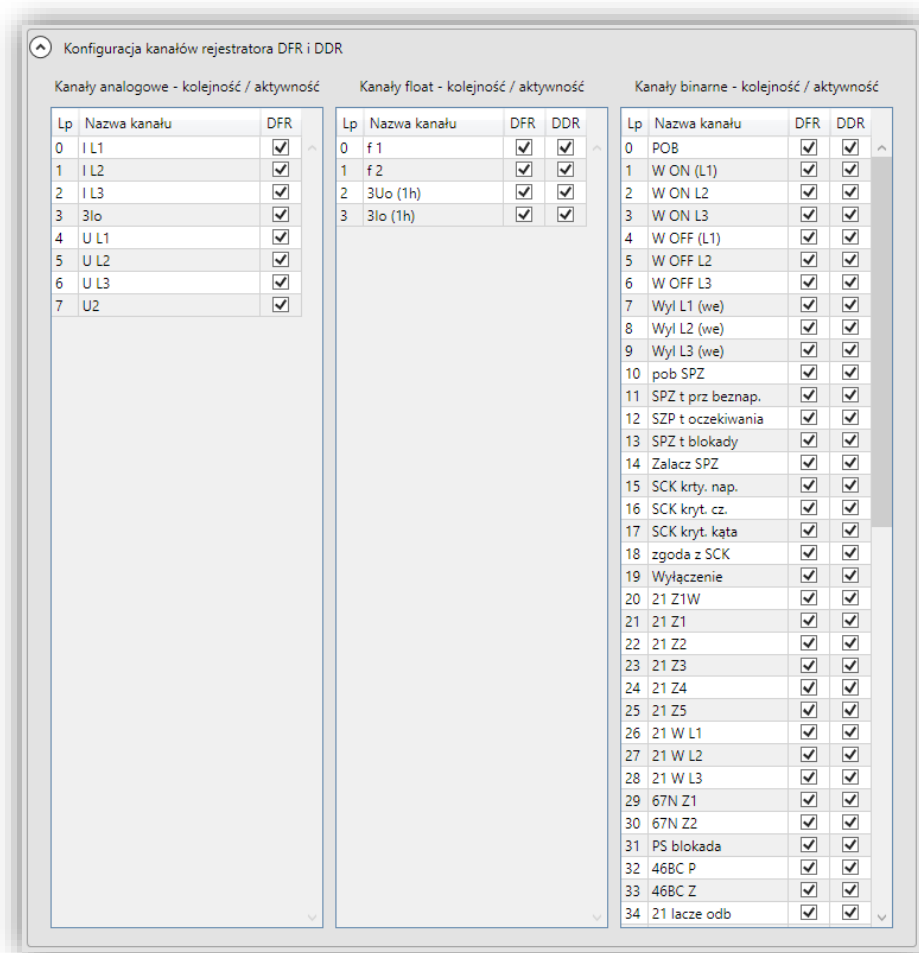 Konfiguracja kanałów rejestratora DFR i DDR
Kanały analogowe - kolejność / aktywność
Lp Nazwa kanału DFR
0 I L1
1 I L2
2 I L3
3 3Io
4 U L1
5 U L2
6 U L3
7 U2
Kanały float - kolejność / aktywność
Lp Nazwa kanału DFR DDR
0 f 1
1 f 2
2 3Uo (1h)
3 3Io (1h)
Kanały binarne - kolejność / aktywność
Lp Nazwa kanału DFR DDR
0 POB
1 W ON (L1)
2 W ON L2
3 W ON L3
4 W OFF (L1)
5 W OFF L2
6 W OFF L3
7 Wyl L1 (we)
8 Wyl L2 (we)
9 Wyl L3 (we)
10 pob SPZ
11 SPZ t prz beznap.
12 SZP t oczekiwania
13 SPZ t blokady
14 Zalacz SPZ
15 SCK krty. nap.
16 SCK kryt. cz.
17 SCK kryt. kąta
18 zgoda z SCK
19 Wyłączenie
20 21 Z1W
21 21 Z1
22 21 Z2
23 21 Z3
24 21 Z4
25 21 Z5
26 21 W L1
27 21 W L2
28 21 W L3
29 67N Z1
30 67N Z2
31 PS blokada
32 46BC P
33 46BC Z
34 21 lacze odb